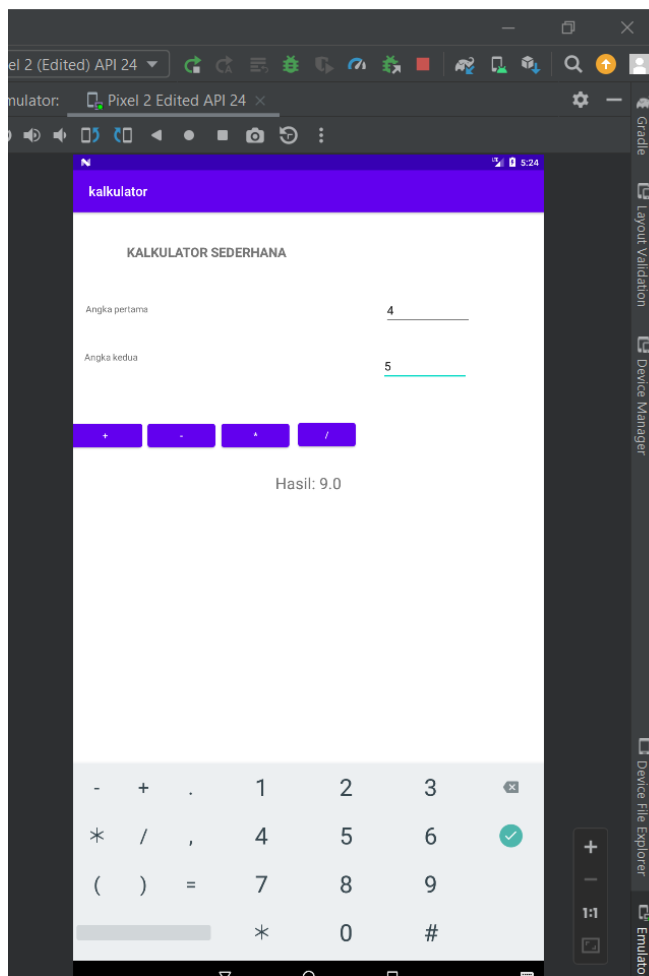 el 2 (Edited) API 24
mulator:
Pixel 2 Edited API 24
5:24
kalkulator
KALKULATOR SEDERHANA
Angka pertama
4
Angka kedua
5
+ - * /
Hasil: 9.0
- + . 1 2 3
* / , 4 5 6
( ) = 7 8 9
* 0 #
+
-
1:1
Gradle
Layout Validation
Device Manager
Device File Explorer
Emulato